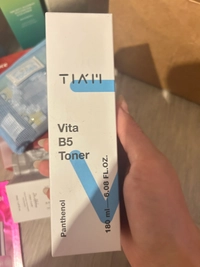 TIA'M
Vita
B5
Toner
Panthenol
180 ml — 6.08 FL.OZ.